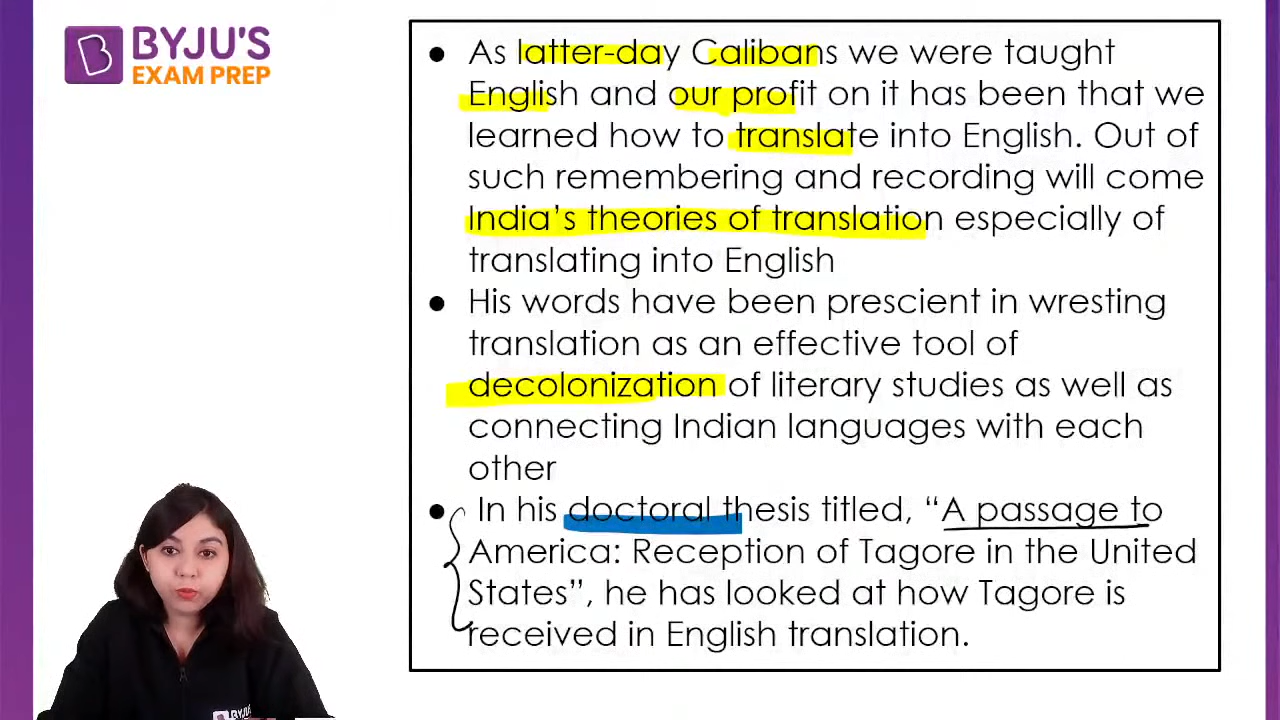 BYJU'S
EXAM PREP
● As latter-day Calibans we were taught
English and our profit on it has been that we
learned how to translate into English. Out of
such remembering and recording will come
India's theories of translation especially of
translating into English
● His words have been prescient in wresting
translation as an effective tool of
decolonization of literary studies as well as
connecting Indian languages with each
other
● In his doctoral thesis titled, “A passage to
America: Reception of Tagore in the United
States”, he has looked at how Tagore is
received in English translation.
BYJU'S